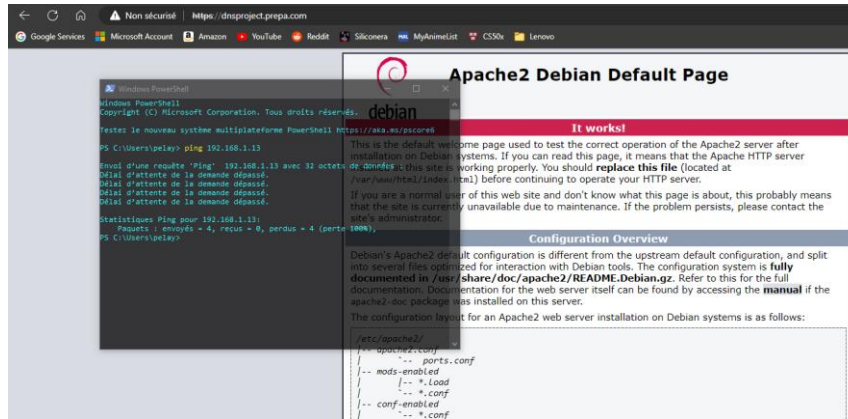 Non sécurisé | https://dnsproject.prepa.com
Google Services Microsoft Account Amazon YouTube Reddit Siliconera MyAnimeList CS50x Lenovo
Windows PowerShell
Windows PowerShell
Copyright (C) Microsoft Corporation. Tous droits réservés.
Testez le nouveau système multiplateforme PowerShell https://aka.ms/pscore6
PS C:\Users\pelay> ping 192.168.1.13
Envoi d'une requête 'Ping' 192.168.1.13 avec 32 octets de données :
Délai d'attente de la demande dépassé.
Délai d'attente de la demande dépassé.
Délai d'attente de la demande dépassé.
Délai d'attente de la demande dépassé.
Statistiques Ping pour 192.168.1.13:
Paquets : envoyés = 4, reçus = 0, perdus = 4 (perte 100%),
PS C:\Users\pelay>
debian
Apache2 Debian Default Page
It works!
This is the default welcome page used to test the correct operation of the Apache2 server after
installation on Debian systems. If you can read this page, it means that the Apache HTTP server
at this site is working properly. You should replace this file (located at
/var/www/html/index.html) before continuing to operate your HTTP server.
If you are a normal user of this web site and don't know what this page is about, this probably means
that the site is currently unavailable due to maintenance. If the problem persists, please contact the
site's administrator.
Configuration Overview
Debian's Apache2 default configuration is different from the upstream default configuration, and split
into several files optimized for interaction with Debian tools. The configuration system is fully
documented in /usr/share/doc/apache2/README.Debian.gz. Refer to this for the full
documentation. Documentation for the web server itself can be found by accessing the manual if the
apache2-doc package was installed on this server.
The configuration layout for an Apache2 web server installation on Debian systems is as follows:
/etc/apache2/
|-- apache2.conf
| `-- ports.conf
|-- mods-enabled
| |-- *.load
| `-- *.conf
|-- conf-enabled
| `-- *.conf